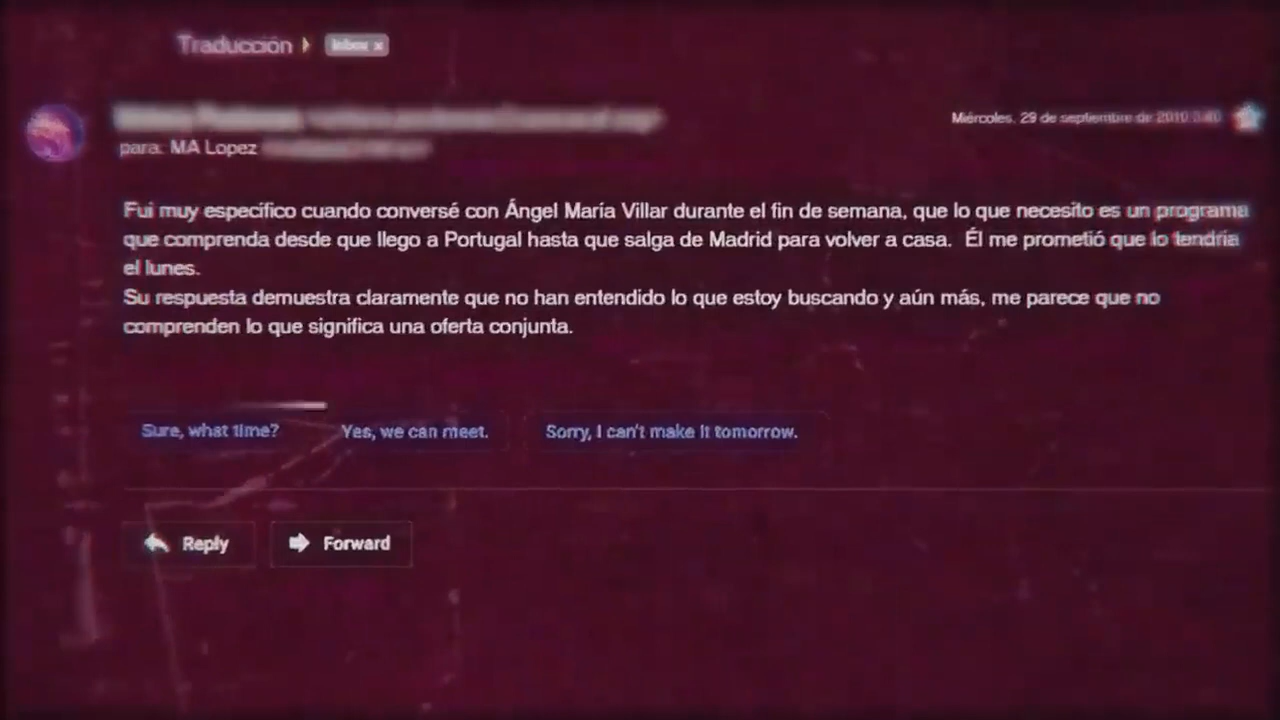 Traducción
Inbox x
Miércoles, 29 de septiembre de 2010
para: MA Lopez
Fui muy específico cuando conversé con Ángel María Villar durante el fin de semana, que lo que necesito es un programa
que comprenda desde que llego a Portugal hasta que salga de Madrid para volver a casa. Él me prometió que lo tendría
el lunes.
Su respuesta demuestra claramente que no han entendido lo que estoy buscando y aún más, me parece que no
comprenden lo que significa una oferta conjunta.
Sure, what time?
Yes, we can meet.
Sorry, I can't make it tomorrow.
Reply
Forward